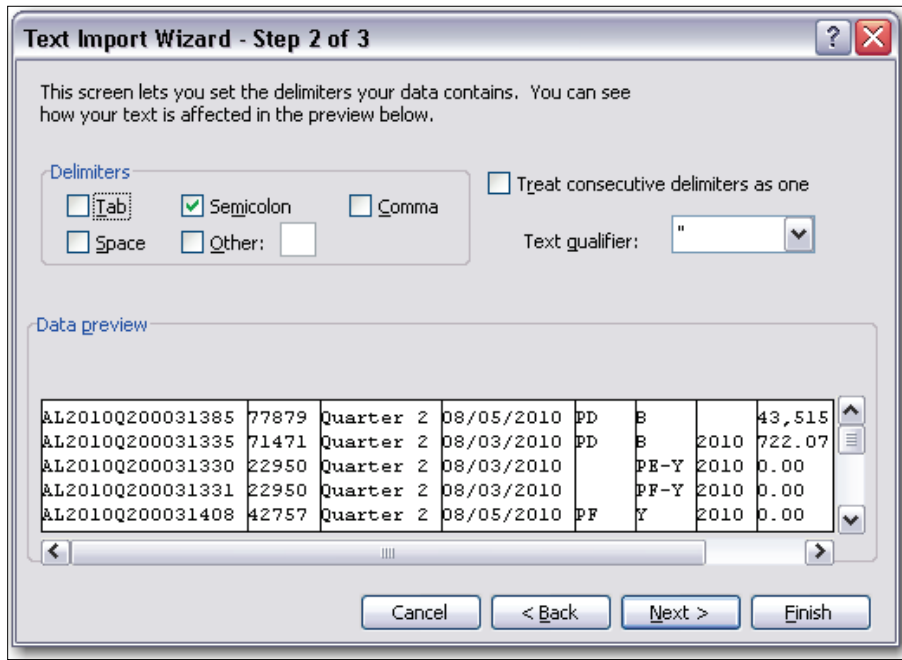 Text Import Wizard - Step 2 of 3
This screen lets you set the delimiters your data contains. You can see
how your text is affected in the preview below.
Delimiters
Tab
Semicolon
Comma
Space
Other:
Treat consecutive delimiters as one
Text qualifier: "
Data preview
AL2010Q200031385 77879 Quarter 2 08/05/2010 PD B 43,515
AL2010Q200031335 71471 Quarter 2 08/03/2010 PD B 2010 722.07
AL2010Q200031330 22950 Quarter 2 08/03/2010 PE-Y 2010 0.00
AL2010Q200031331 22950 Quarter 2 08/03/2010 PF-Y 2010 0.00
AL2010Q200031408 42757 Quarter 2 08/05/2010 PF Y 2010 0.00
Cancel
< Back
Next >
Finish